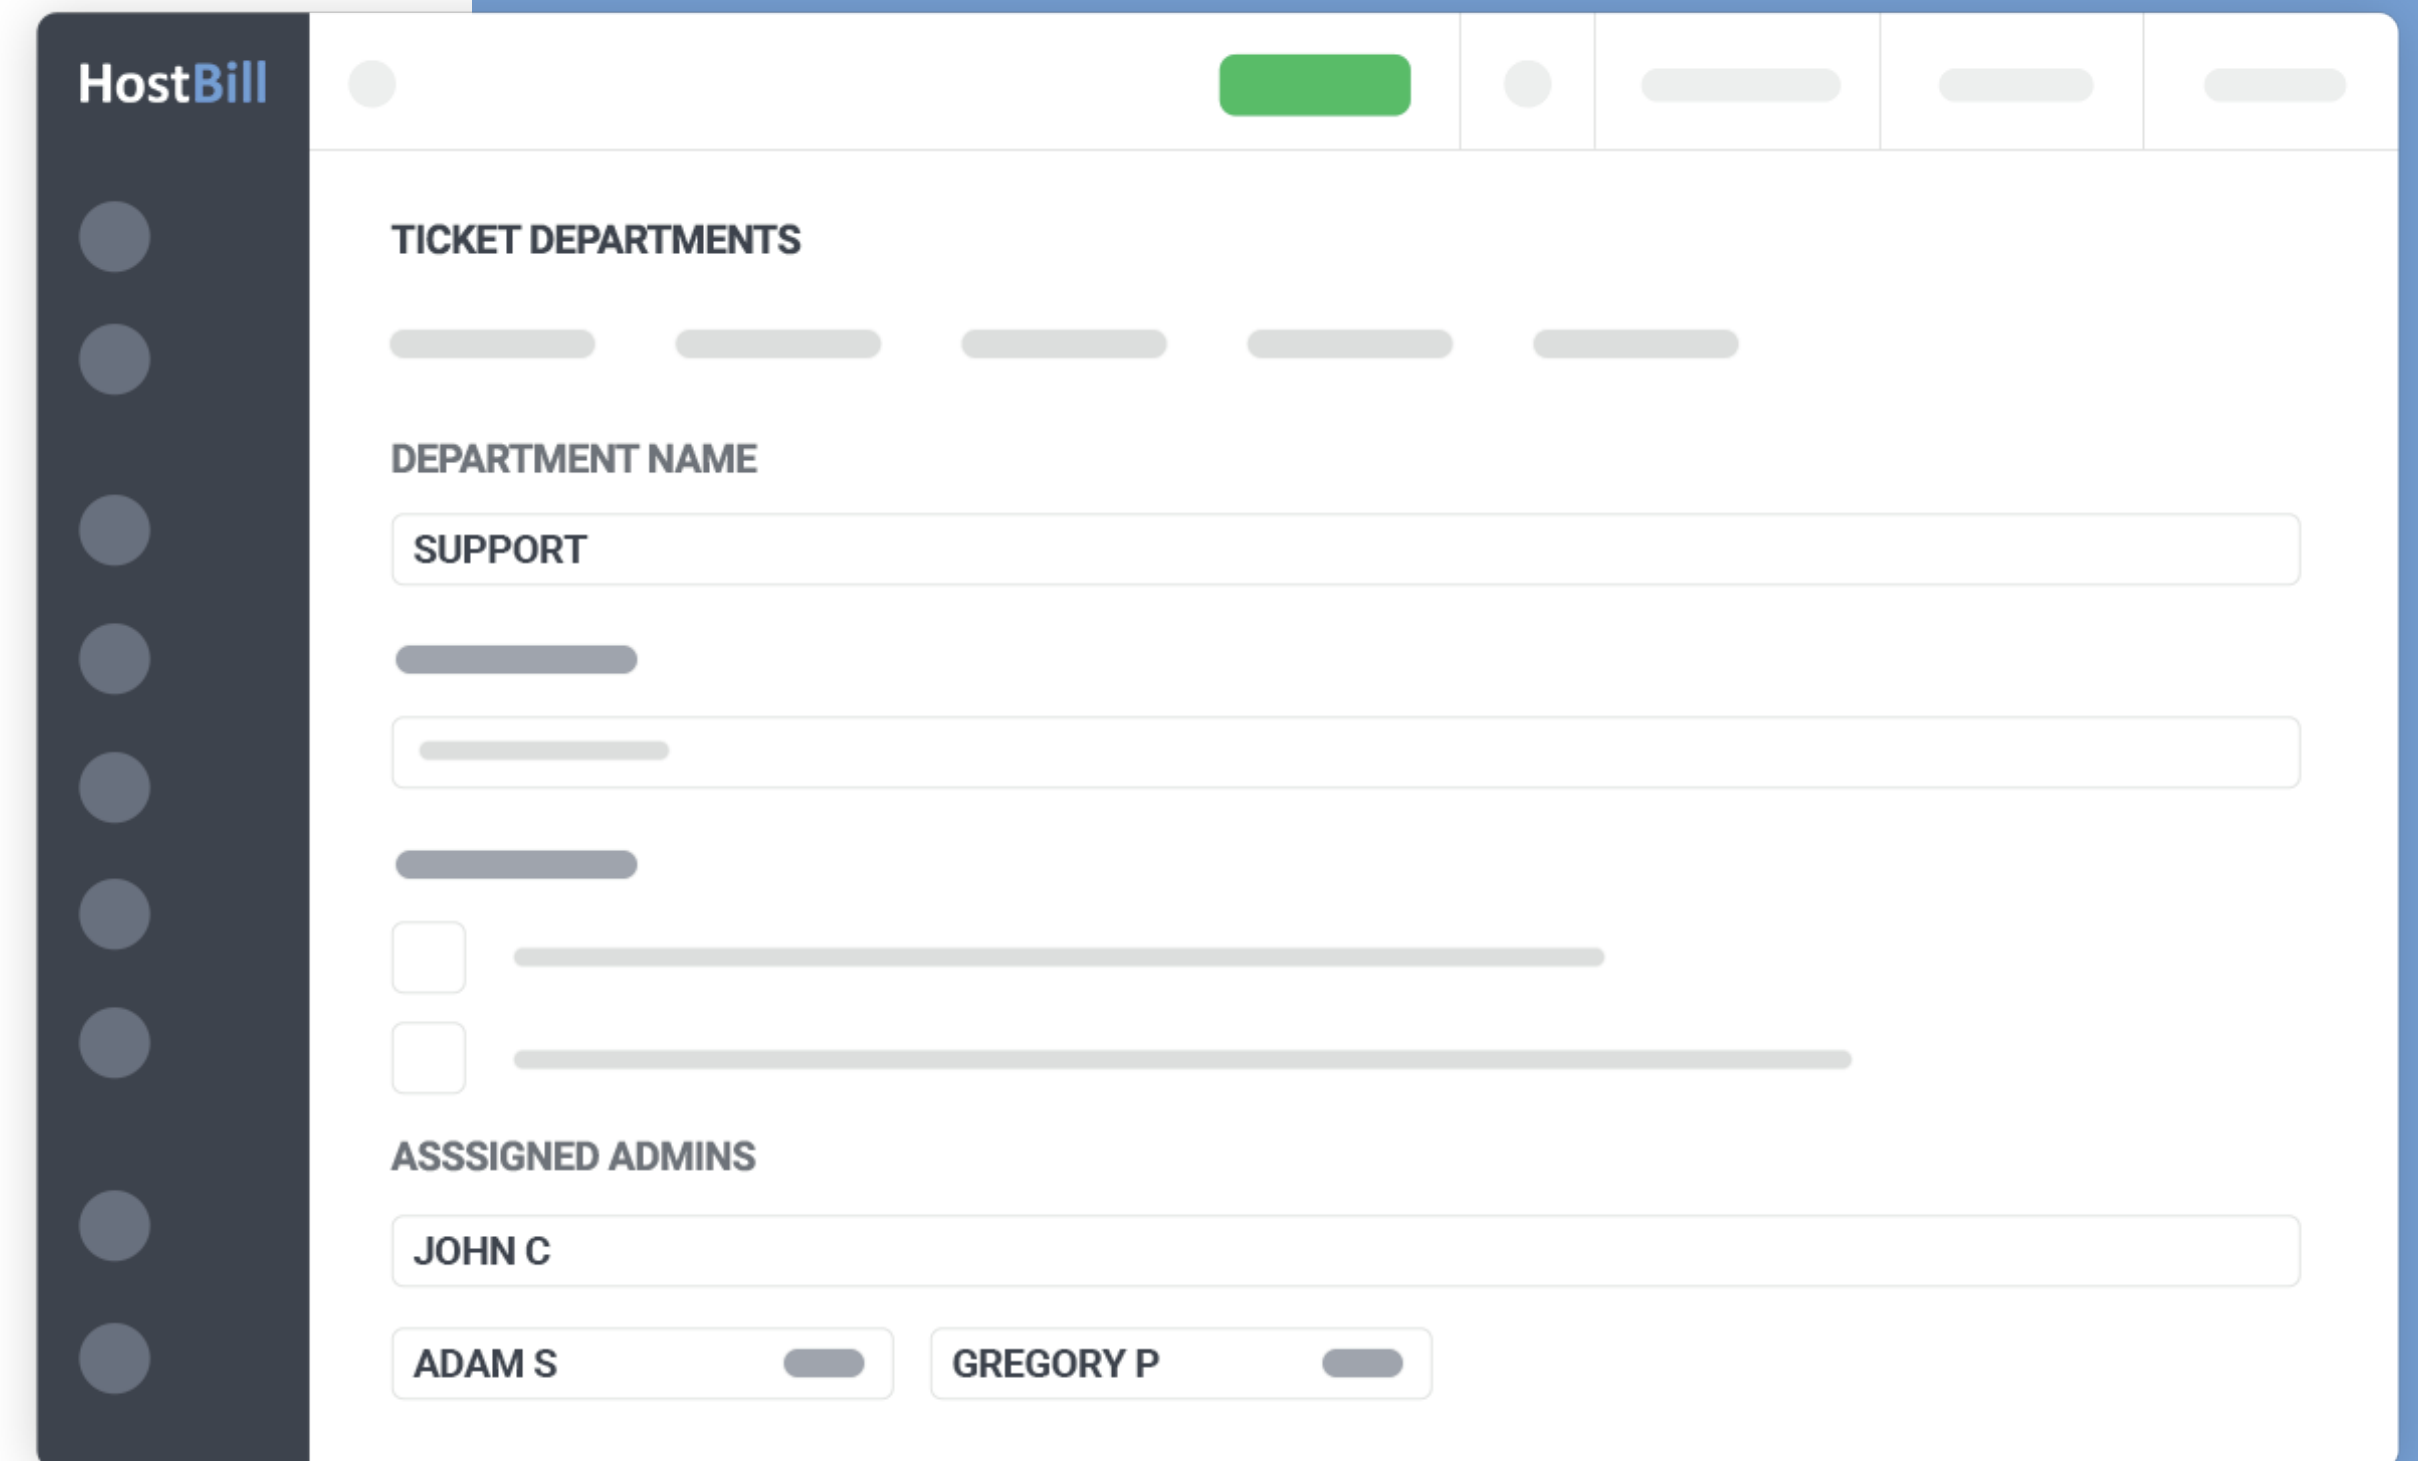 HostBill
TICKET DEPARTMENTS
DEPARTMENT NAME
SUPPORT
ASSSIGNED ADMINS
JOHN C
ADAM S
GREGORY P